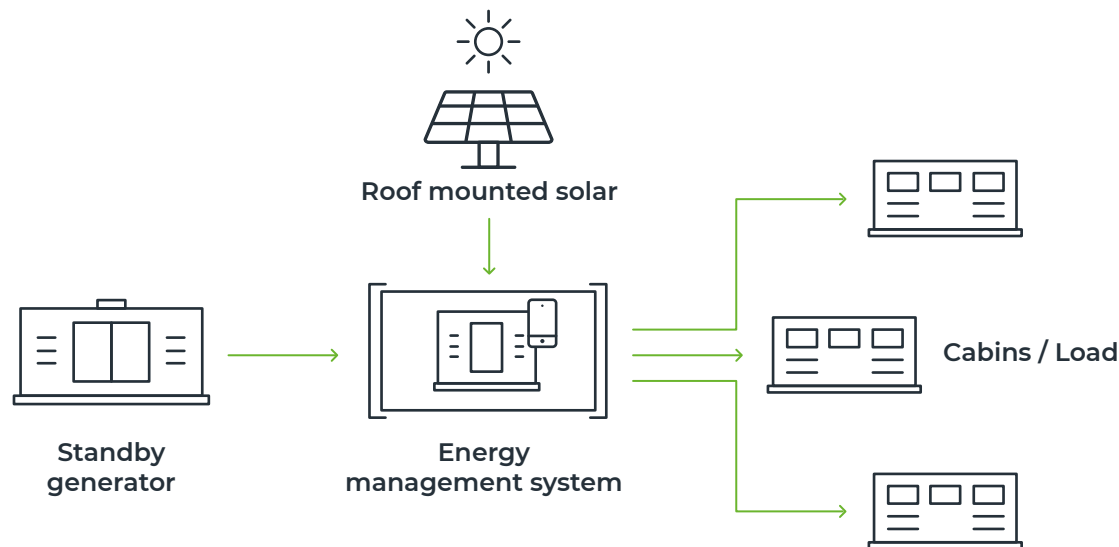 Roof mounted solar
Cabins / Load
Standby
generator
Energy
management system